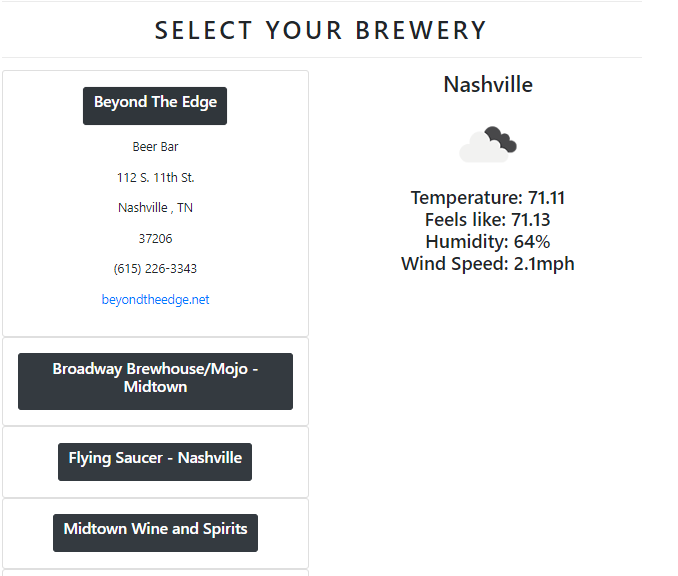 SELECT YOUR BREWERY
Beyond The Edge
Beer Bar
112 S. 11th St.
Nashville , TN
37206
(615) 226-3343
beyondtheedge.net
Broadway Brewhouse/Mojo -
Midtown
Flying Saucer - Nashville
Midtown Wine and Spirits
Nashville
Temperature: 71.11
Feels like: 71.13
Humidity: 64%
Wind Speed: 2.1mph